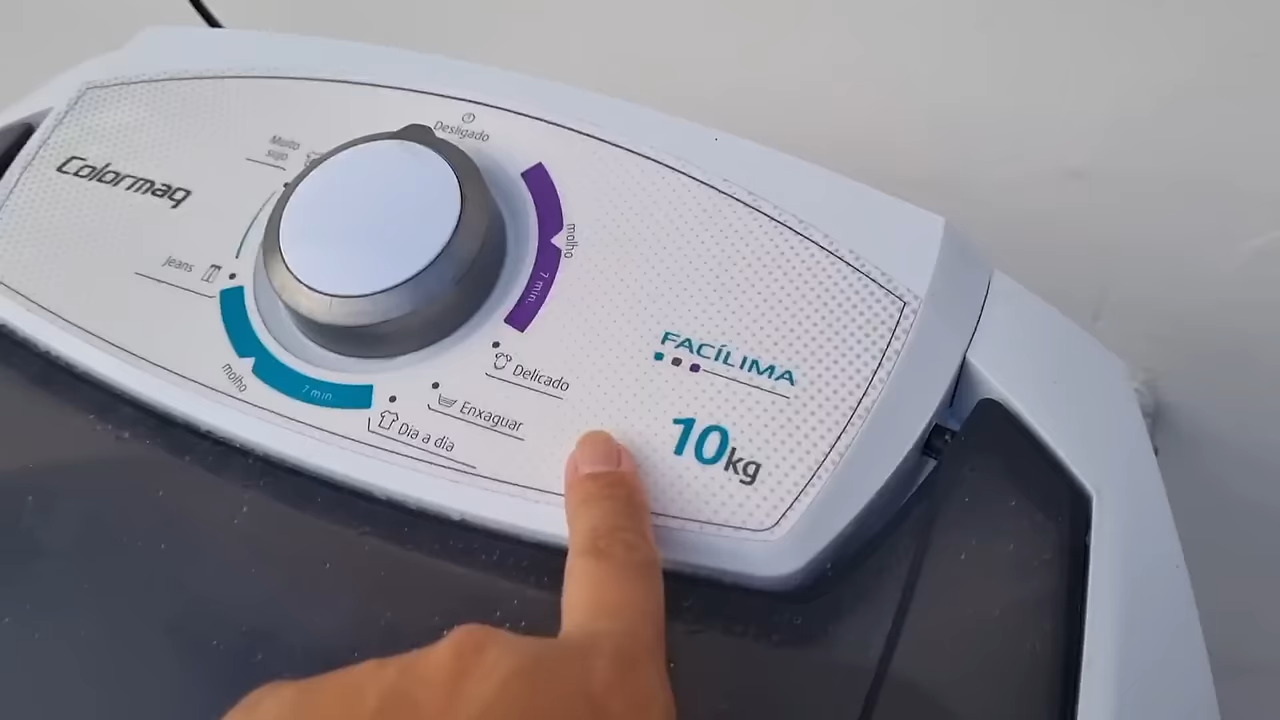 Colormaq
Desligado
Muito
sujo
Jeans
molho
7 min.
molho
7 min.
Delicado
Enxaguar
Dia a dia
FACÍLIMA
10kg